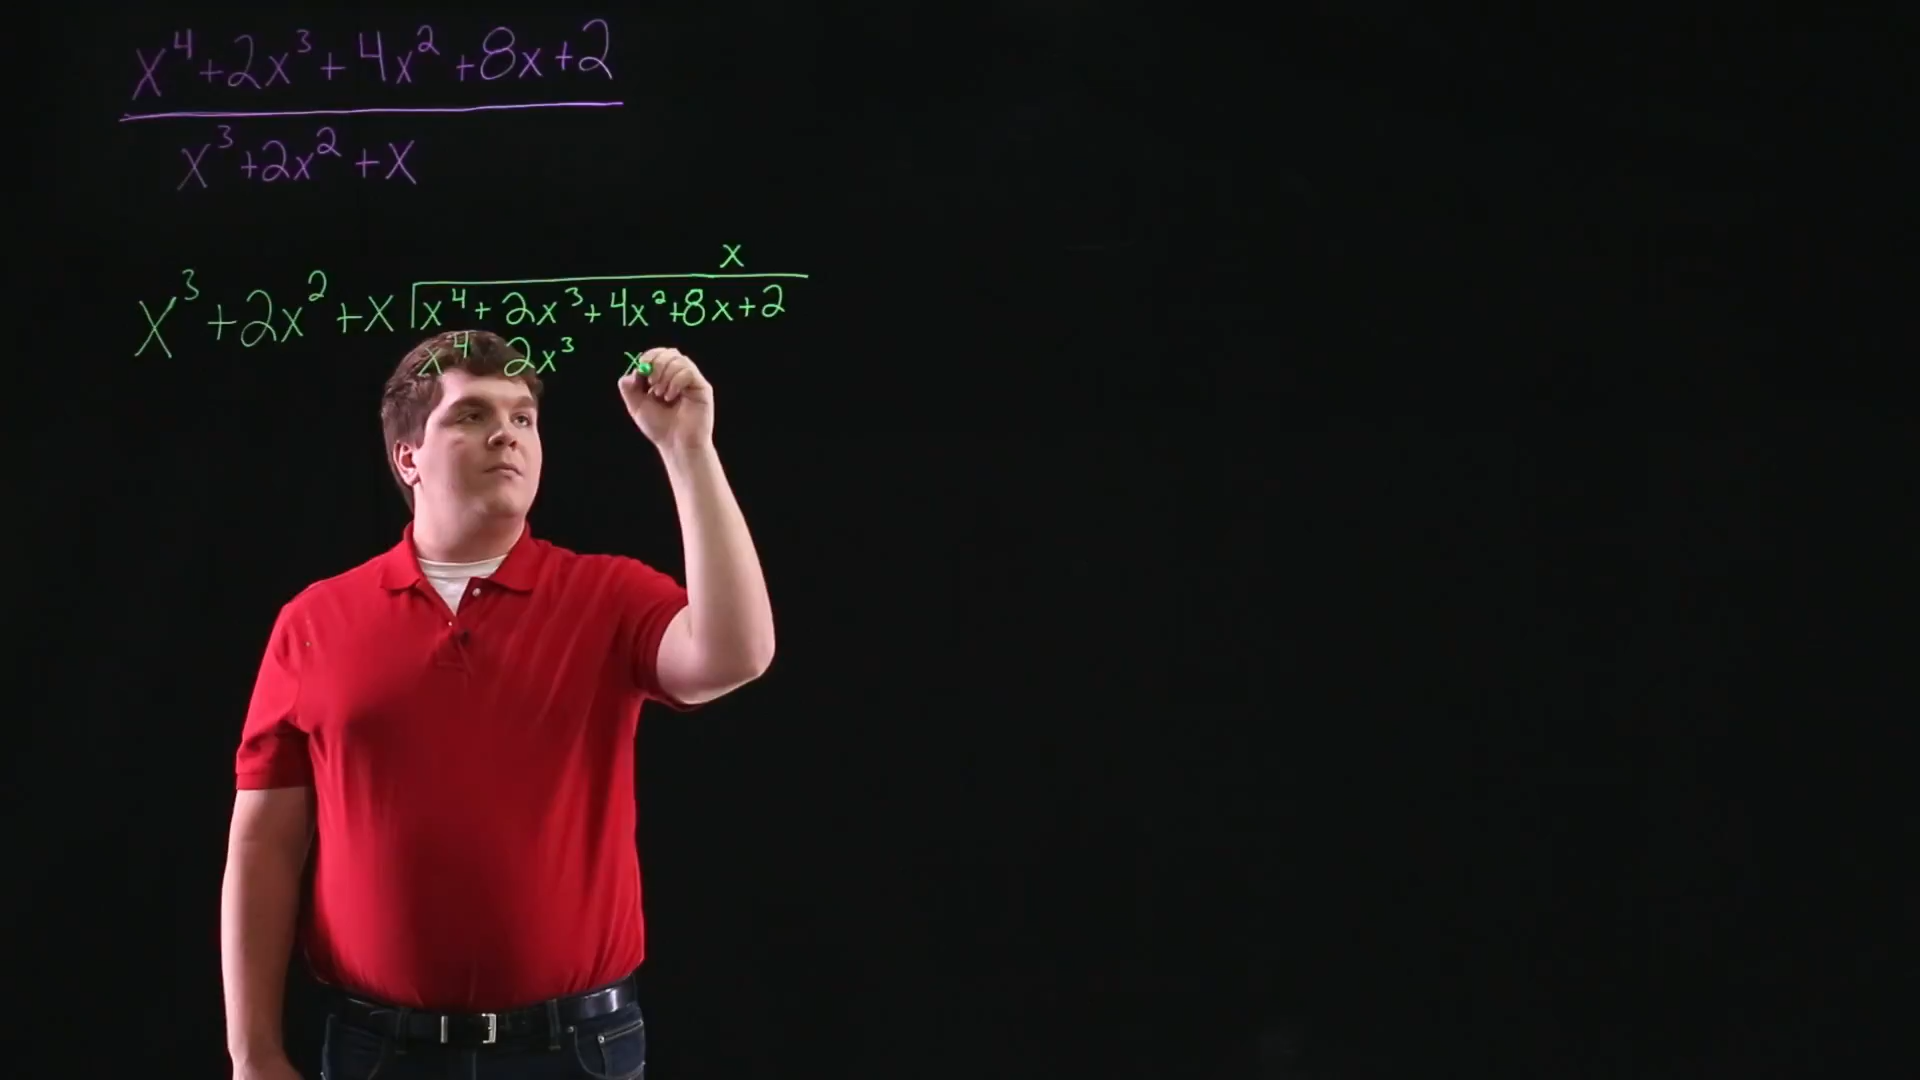 x⁴+2x³+4x²+8x+2
x³+2x²+x
x
x³+2x²+x x⁴+2x³+4x²+8x+2
x⁴ 2x³ x